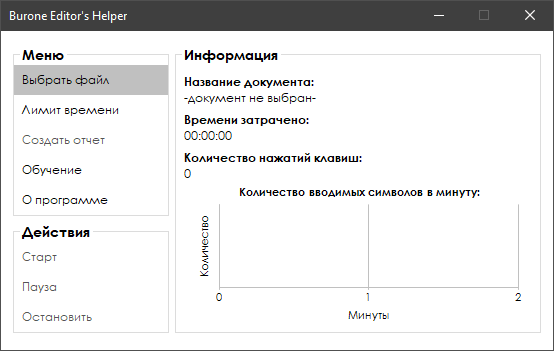 Burone Editor's Helper
Меню
Выбрать файл
Лимит времени
Создать отчет
Обучение
О программе
Действия
Старт
Пауза
Остановить
Информация
Название документа:
-документ не выбран-
Времени затрачено:
00:00:00
Количество нажатий клавиш:
0
Количество вводимых символов в минуту:
Количество
0 1 2
Минуты